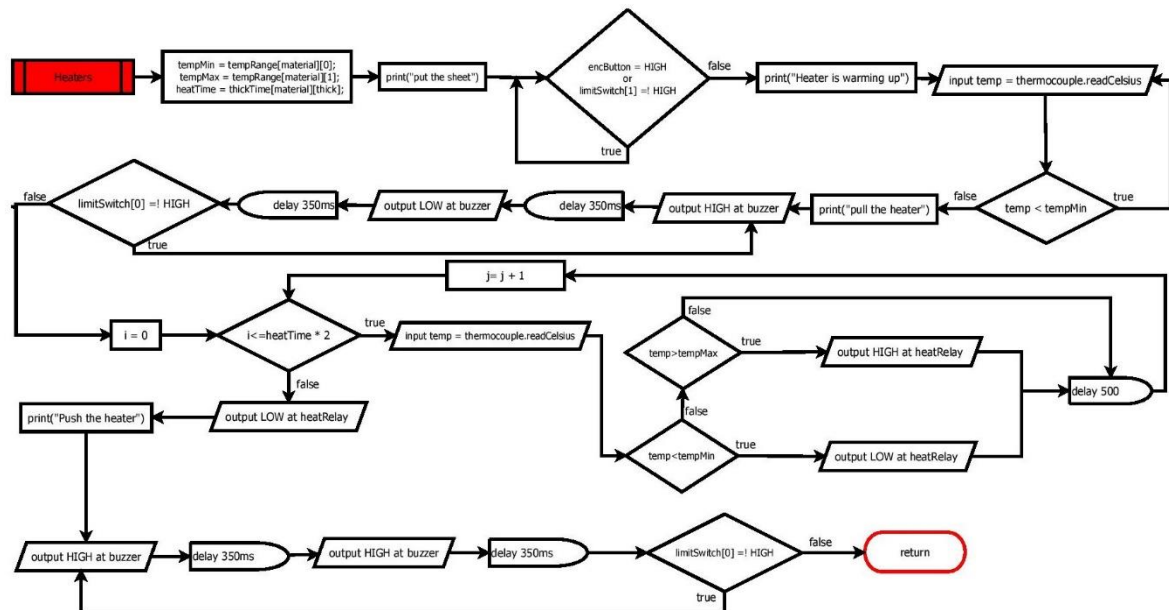 Heaters
tempMin = tempRange[material][0];
tempMax = tempRange[material][1];
heatTime = thickTime[material][thick];
print("put the sheet")
encButton = HIGH
or
limitSwitch[1] =! HIGH
false
true
print("Heater is warming up")
input temp = thermocouple.readCelsius
temp < tempMin
true
false
print("pull the heater")
output HIGH at buzzer
delay 350ms
output LOW at buzzer
delay 350ms
limitSwitch[0] =! HIGH
false
true
j= j + 1
i = 0
i<=heatTime * 2
true
false
input temp = thermocouple.readCelsius
temp>tempMax
false
true
output HIGH at heatRelay
delay 500
temp<tempMin
false
true
output LOW at heatRelay
output LOW at heatRelay
print("Push the heater")
output HIGH at buzzer
delay 350ms
output HIGH at buzzer
delay 350ms
limitSwitch[0] =! HIGH
false
true
return